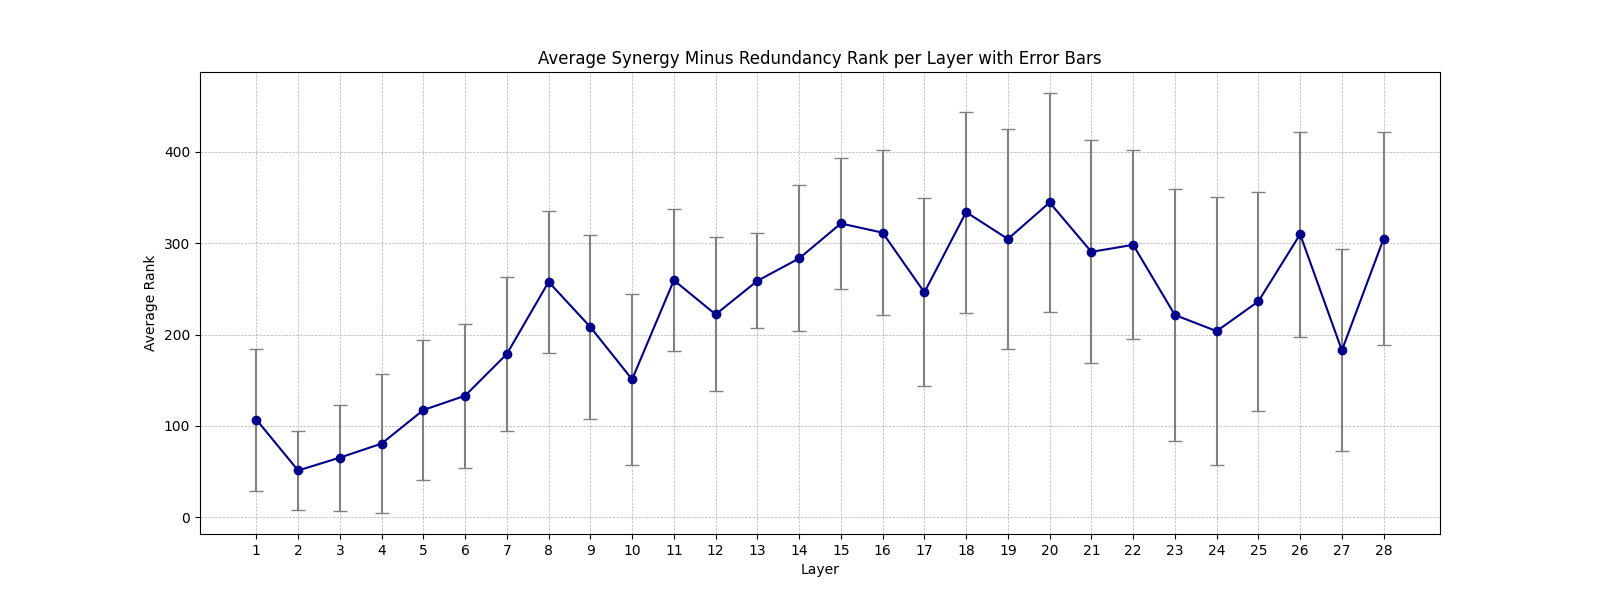 Average Synergy Minus Redundancy Rank per Layer with Error Bars
Average Rank
400
300
200
100
0
1 2 3 4 5 6 7 8 9 10 11 12 13 14 15 16 17 18 19 20 21 22 23 24 25 26 27 28
Layer